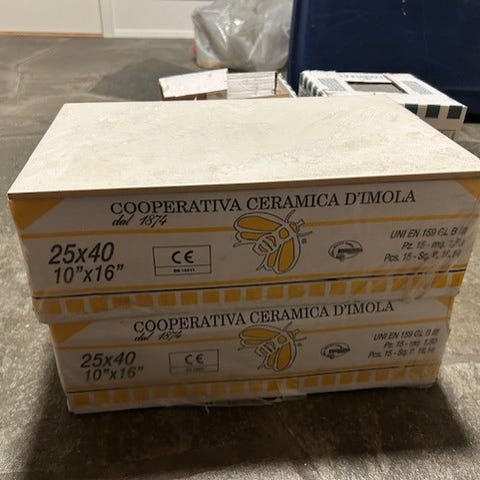 COOPERATIVA CERAMICA D'IMOLA
dal 1874
25x40
10"x16"
CE
UNI EN 159 GL B III
Pz. 15 - mq. 1,50
Pcs. 15 - Sq. F. 16,14
COOPERATIVA CERAMICA D'IMOLA
dal 1874
25x40
10"x16"
CE
UNI EN 159 GL B III
Pz. 15 - mq. 1,50
Pcs. 15 - Sq. F. 16,14